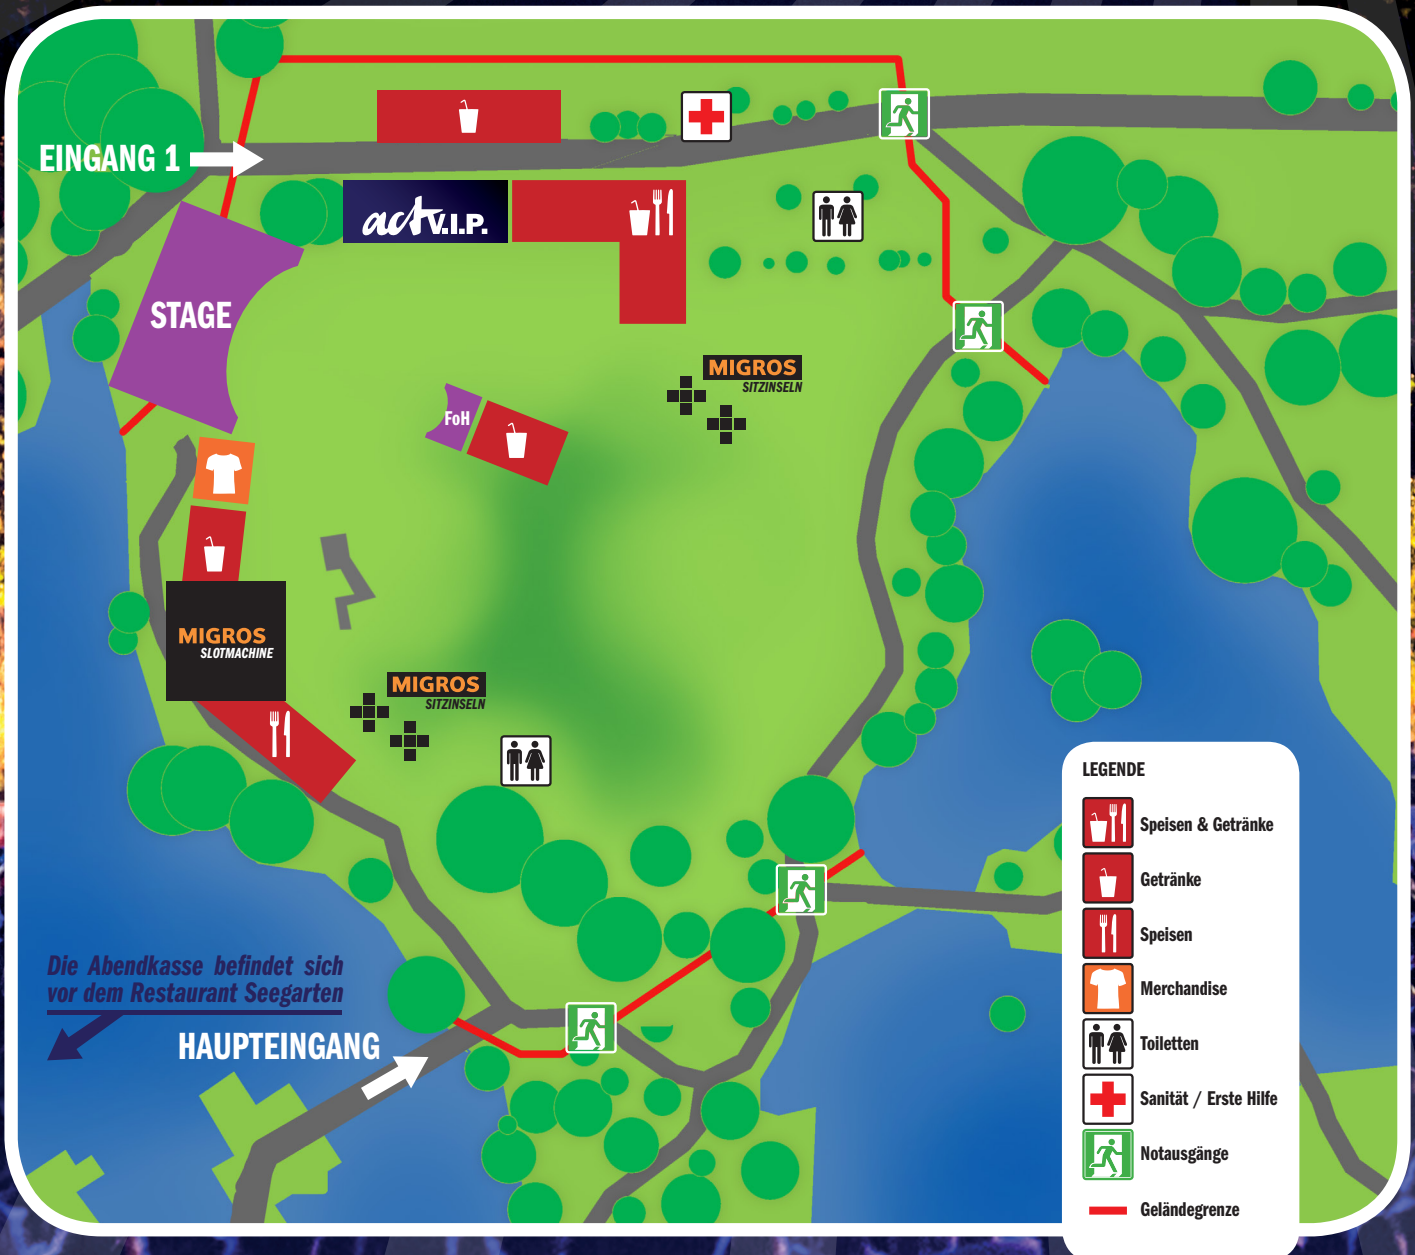 EINGANG 1
act V.I.P.
STAGE
MIGROS
SITZINSELN
FoH
MIGROS
SLOTMACHINE
MIGROS
SITZINSELN
Die Abendkasse befindet sich
vor dem Restaurant Seegarten
HAUPTEINGANG
LEGENDE
Speisen & Getränke
Getränke
Speisen
Merchandise
Toiletten
Sanität / Erste Hilfe
Notausgänge
Geländegrenze